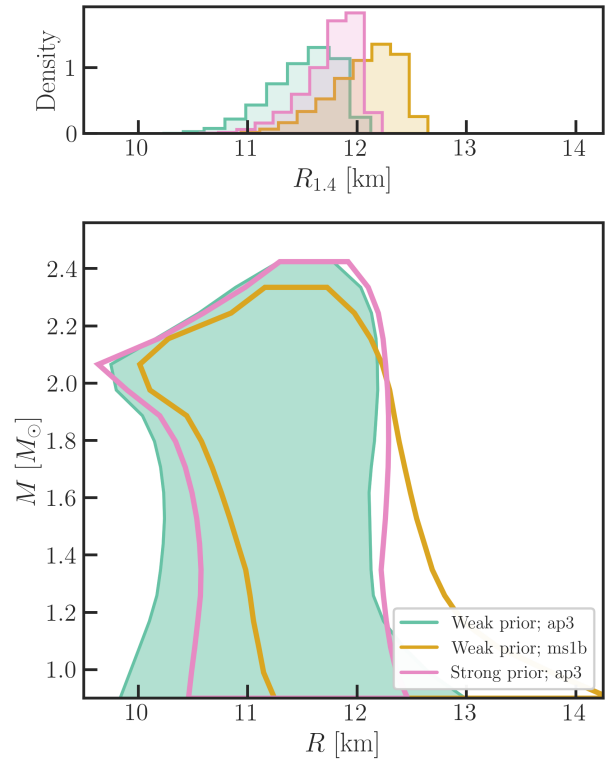 Density
1
0
10
11
12
13
14
R1.4 [km]
2.4
2.2
2.0
1.8
1.6
1.4
1.2
1.0
M [M⊙]
Weak prior; ap3
Weak prior; ms1b
Strong prior; ap3
10
11
12
13
14
R [km]